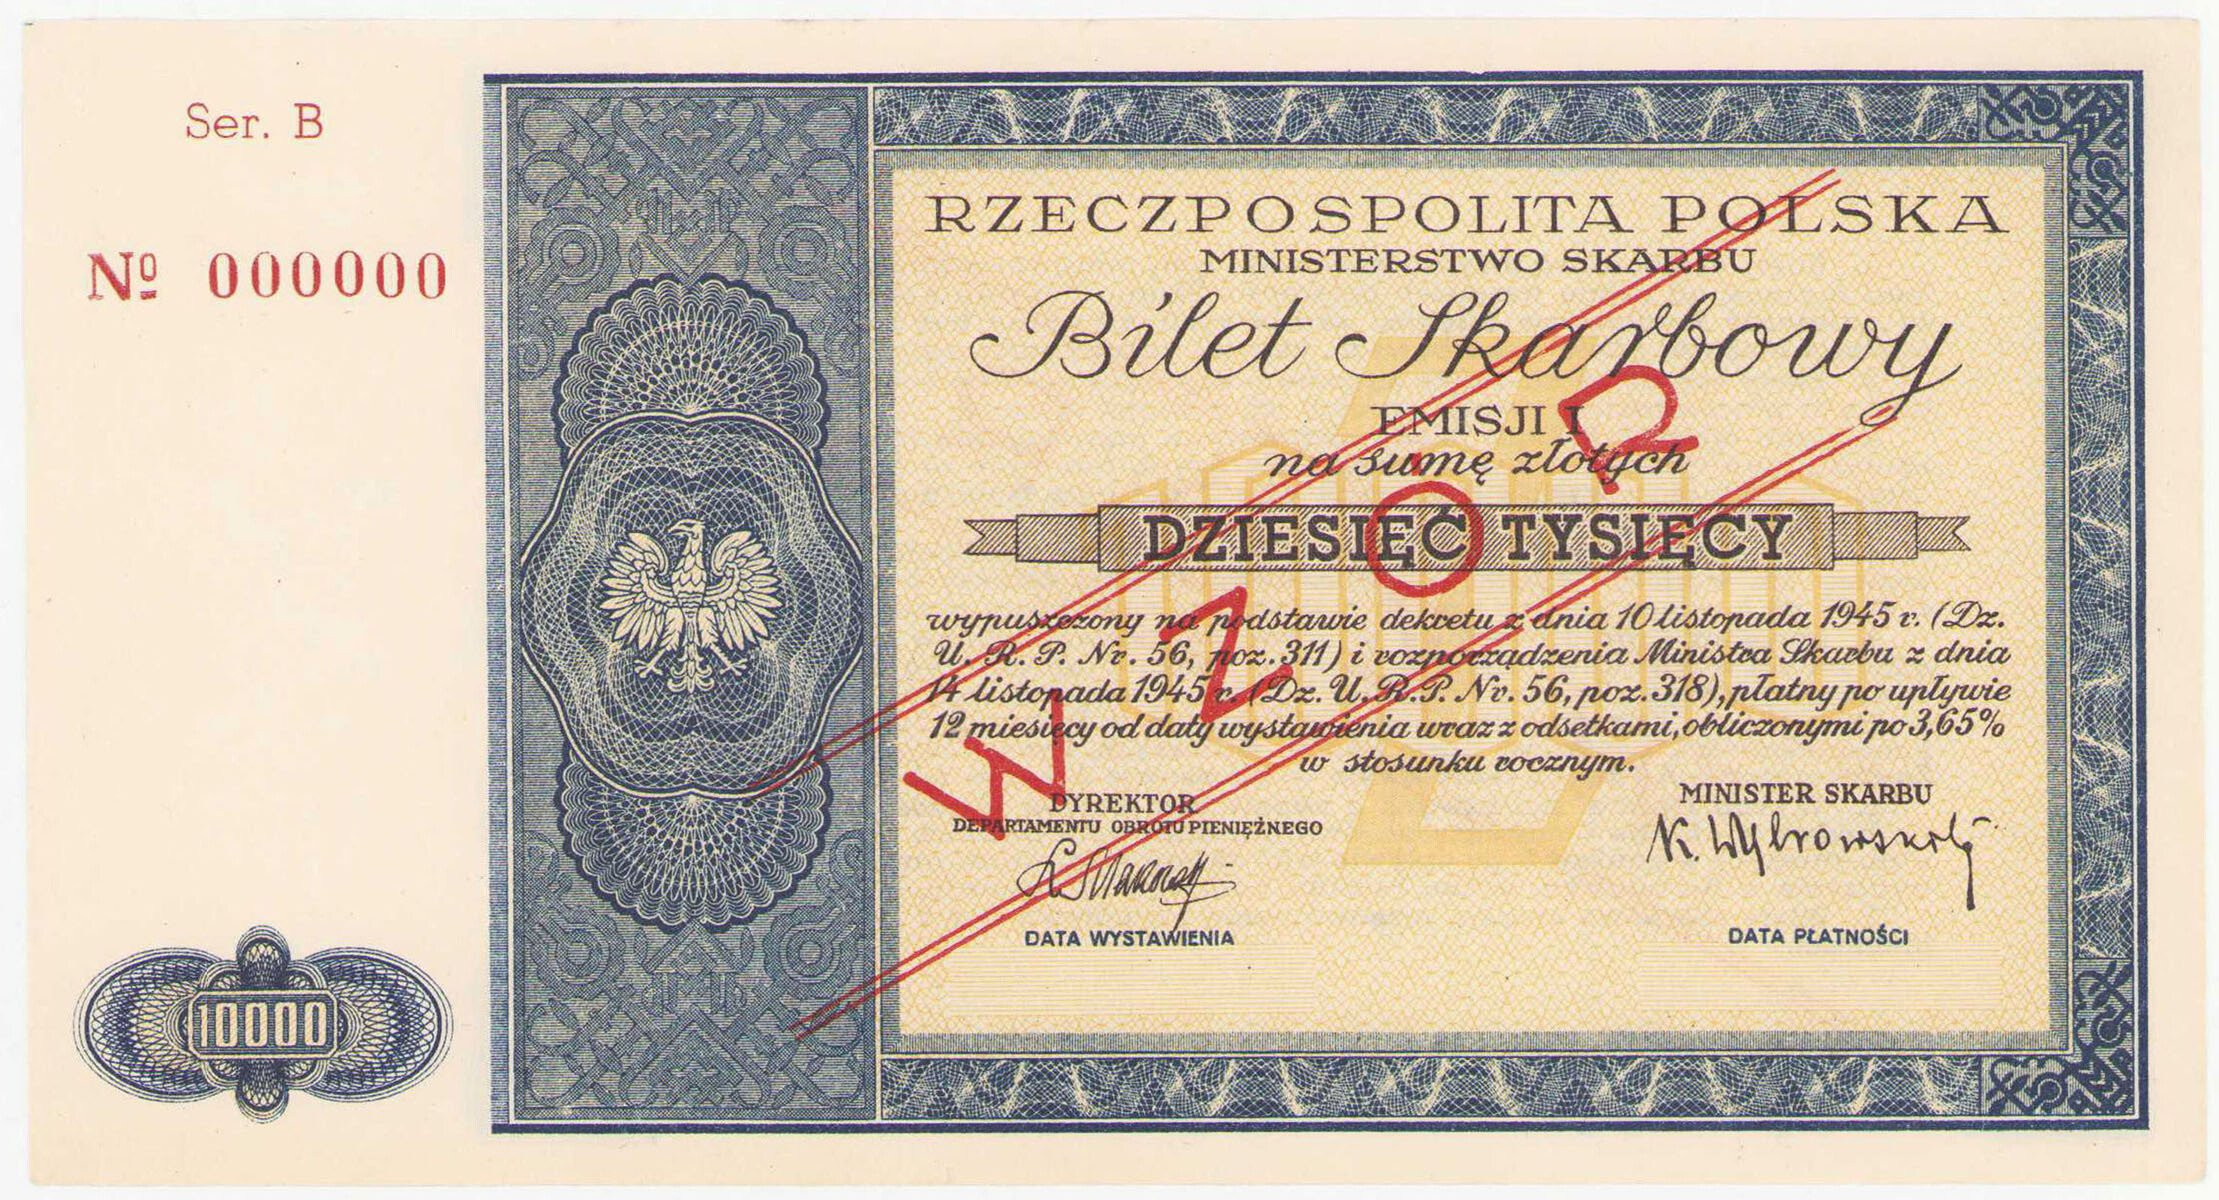 Ser. B
Nº 000000
10000
RZECZPOSPOLITA POLSKA
MINISTERSTWO SKARBU
Bilet Skarbowy
EMISJI I
na sumę złotych
DZIESIĘĆ TYSIĘCY
wypuszczony na podstawie dekretu z dnia 10 listopada 1945 r. (Dz.
U. R. P. Nr. 56, poz. 311) i rozporządzenia Ministra Skarbu z dnia
14 listopada 1945 r. (Dz. U. R. P. Nr. 56, poz. 318), płatny po upływie
12 miesięcy od daty wystawienia wraz z odsetkami, obliczonymi po 3,65%
w stosunku rocznym.
WZOR
DYREKTOR
DEPARTAMENTU OBROTU PIENIĘŻNEGO
MINISTER SKARBU
K. Dąbrowski
DATA WYSTAWIENIA
DATA PŁATNOŚCI